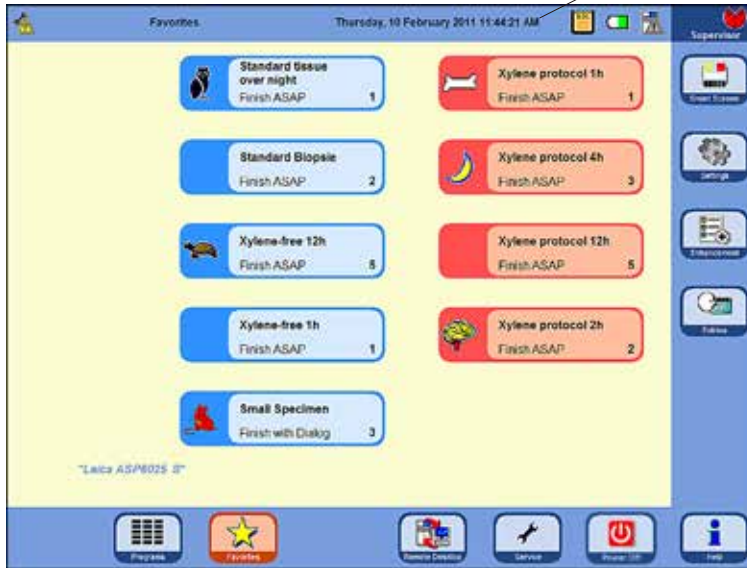 Favorites
Thursday, 10 February 2011 11:44:21 AM
Supervisor
Standard tissue
over night
Finish ASAP 1
Xylene protocol 1h
Finish ASAP 1
Smart Screen
Standard Biopsie
Finish ASAP 2
Xylene protocol 4h
Finish ASAP 3
Settings
Xylene-free 12h
Finish ASAP 5
Xylene protocol 12h
Finish ASAP 5
Xylene-free 1h
Finish ASAP 1
Xylene protocol 2h
Finish ASAP 2
Small Specimen
Finish with Dialog 3
"Leica ASP6025 S"
Programs
Favorites
Service
Power Off
Help